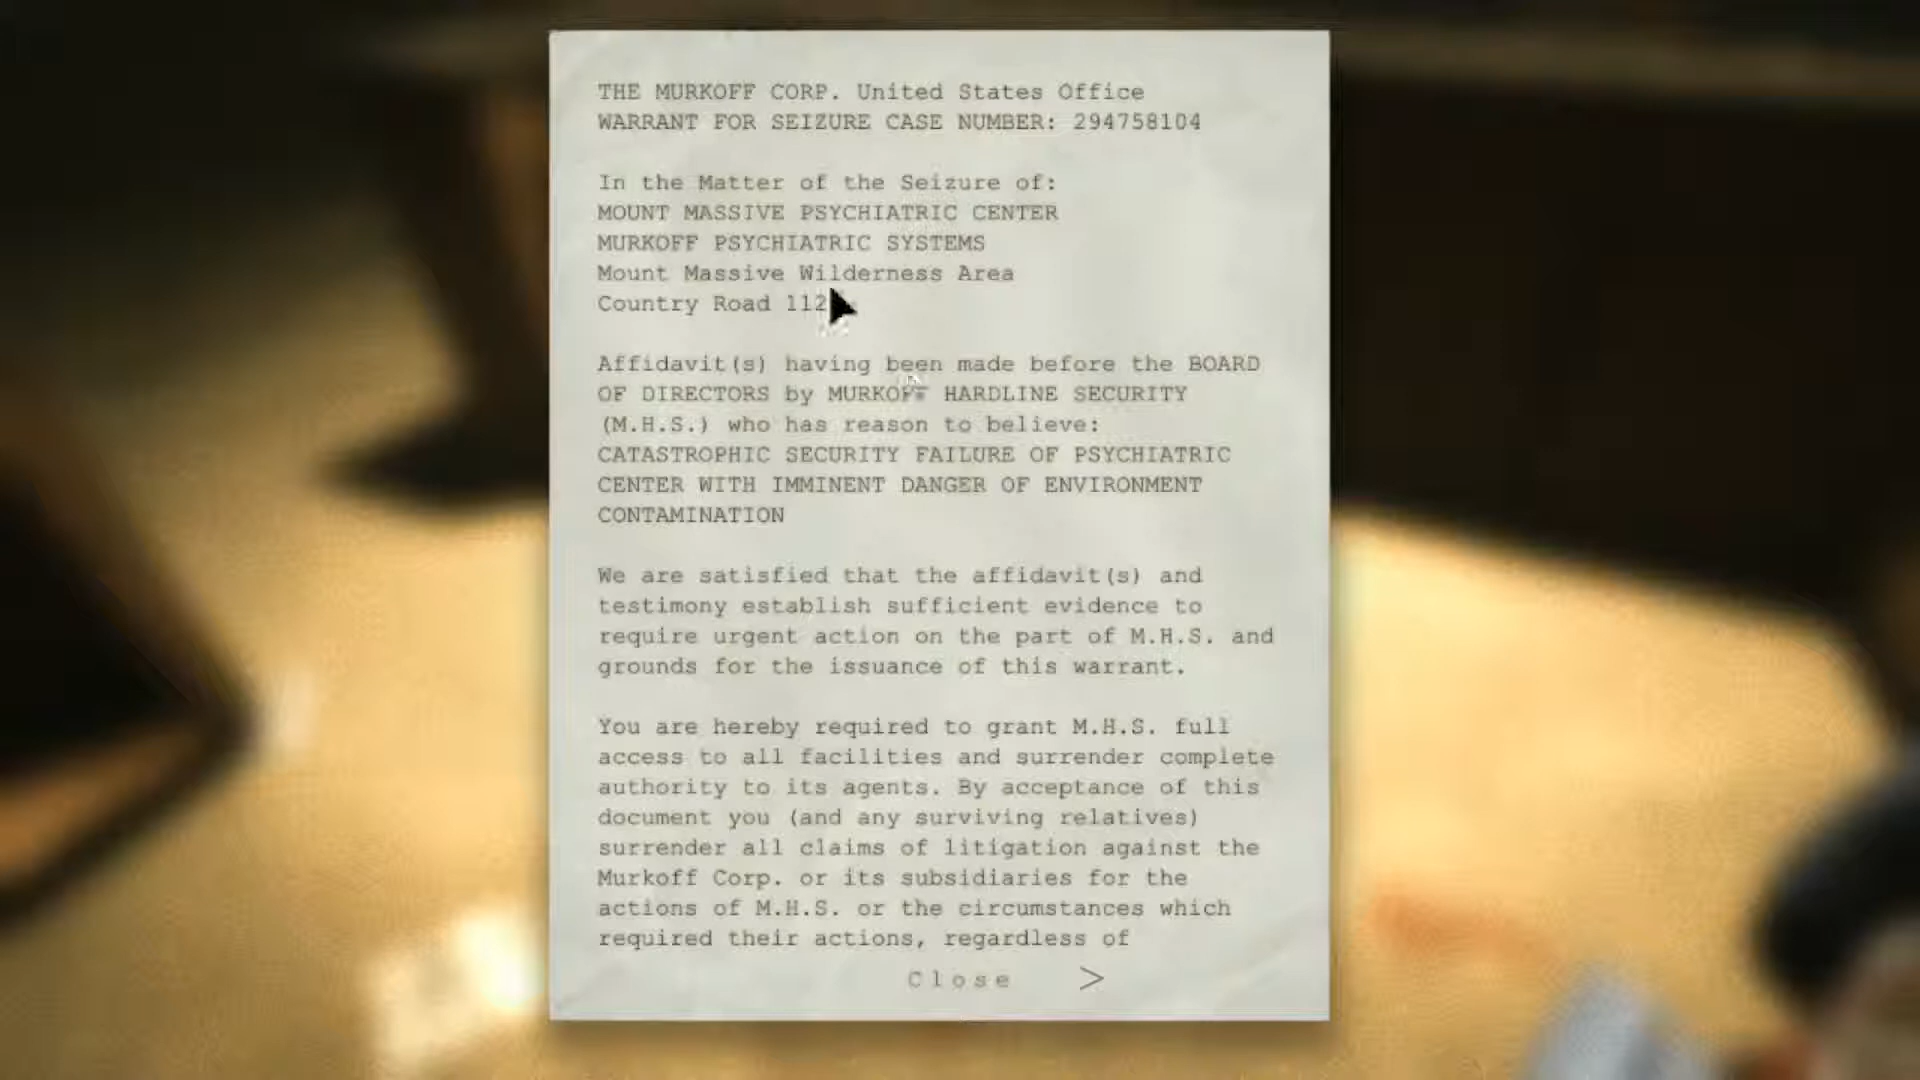 THE MURKOFF CORP. United States Office
WARRANT FOR SEIZURE CASE NUMBER: 294758104
In the Matter of the Seizure of:
MOUNT MASSIVE PSYCHIATRIC CENTER
MURKOFF PSYCHIATRIC SYSTEMS
Mount Massive Wilderness Area
Country Road 112
Affidavit(s) having been made before the BOARD
OF DIRECTORS by MURKOFF HARDLINE SECURITY
(M.H.S.) who has reason to believe:
CATASTROPHIC SECURITY FAILURE OF PSYCHIATRIC
CENTER WITH IMMINENT DANGER OF ENVIRONMENT
CONTAMINATION
We are satisfied that the affidavit(s) and
testimony establish sufficient evidence to
require urgent action on the part of M.H.S. and
grounds for the issuance of this warrant.
You are hereby required to grant M.H.S. full
access to all facilities and surrender complete
authority to its agents. By acceptance of this
document you (and any surviving relatives)
surrender all claims of litigation against the
Murkoff Corp. or its subsidiaries for the
actions of M.H.S. or the circumstances which
required their actions, regardless of
Close >